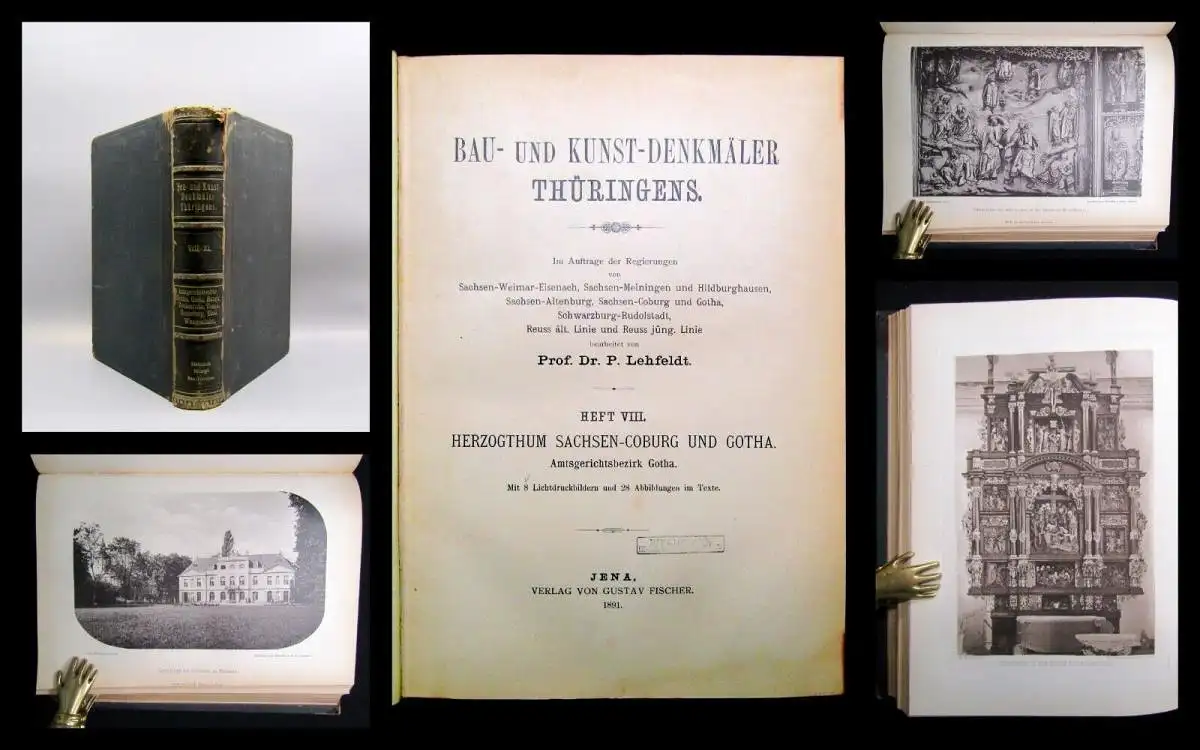 Bau- und Kunst
Denkmäler
Thüringens.
VIII-XI.
BAU- UND KUNST-DENKMÄLER
THÜRINGENS.
Im Auftrage der Regierungen
von
Sachsen-Weimar-Eisenach, Sachsen-Meiningen und Hildburghausen,
Sachsen-Altenburg, Sachsen-Coburg und Gotha,
Schwarzburg-Rudolstadt,
Reuss ält. Linie und Reuss jüng. Linie
bearbeitet von
Prof. Dr. P. Lehfeldt.
HEFT VIII.
HERZOGTHUM SACHSEN-COBURG UND GOTHA.
Amtsgerichtsbezirk Gotha.
Mit 8 Lichtdruckbildern und 28 Abbildungen im Texte.
JENA,
VERLAG VON GUSTAV FISCHER.
1891.